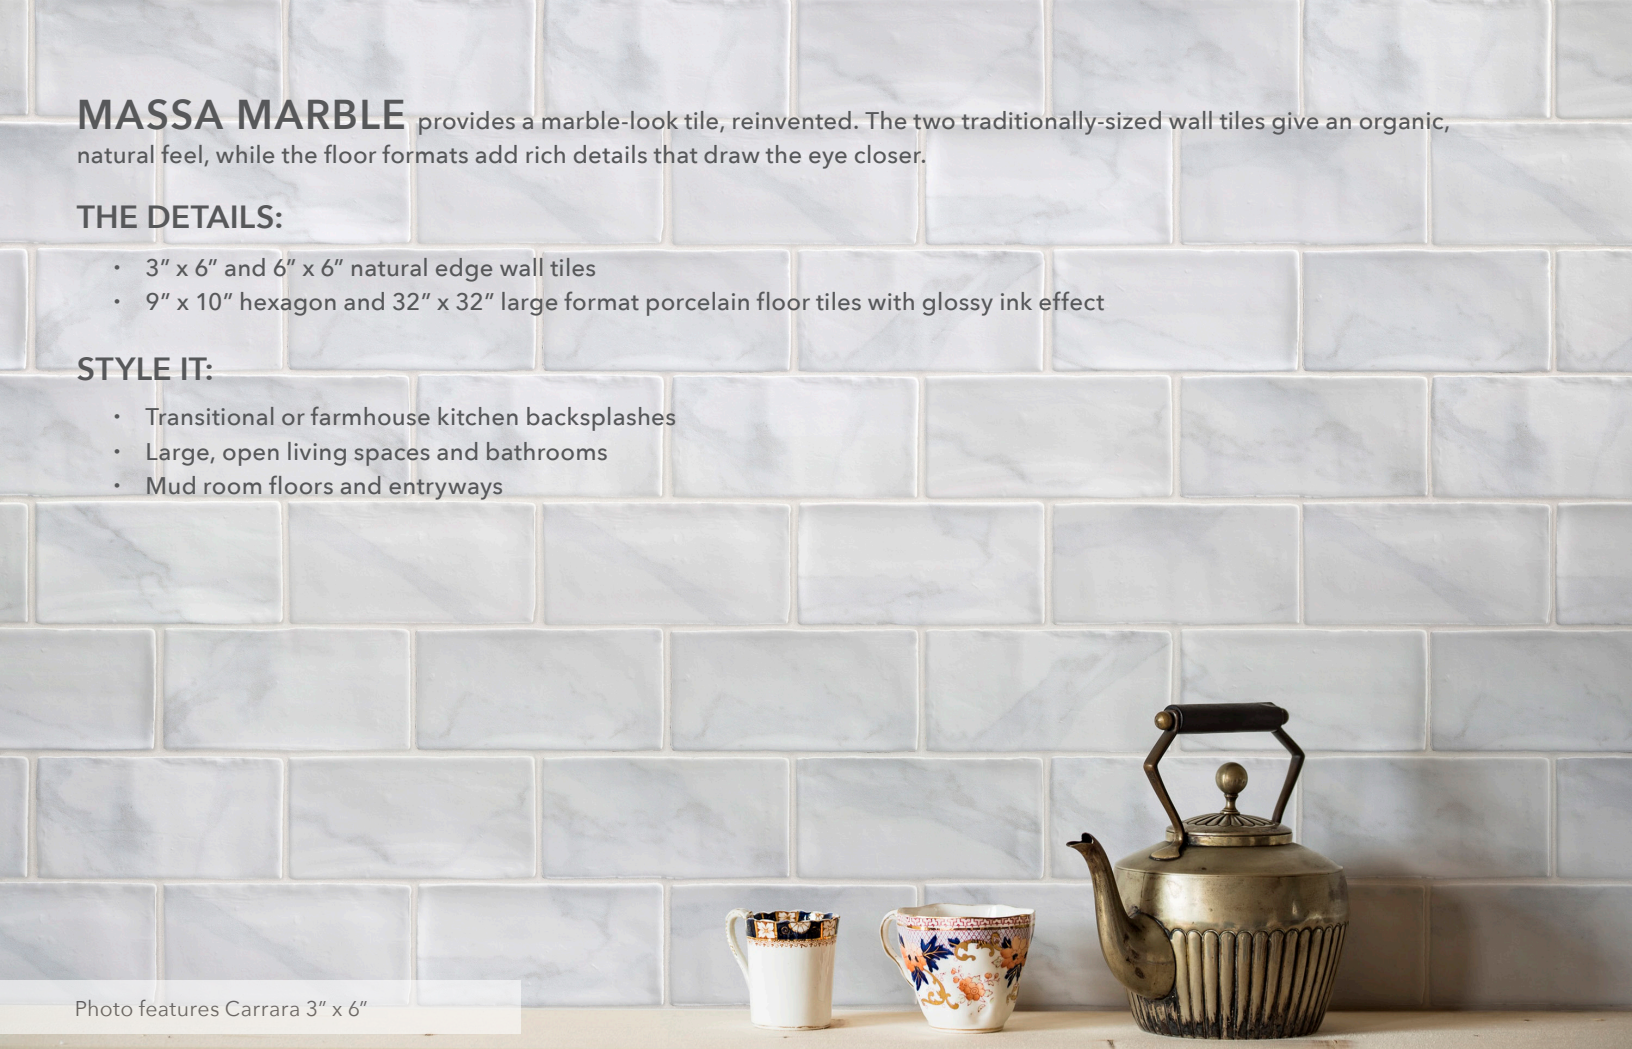 MASSA MARBLE provides a marble-look tile, reinvented. The two traditionally-sized wall tiles give an organic,
natural feel, while the floor formats add rich details that draw the eye closer.
THE DETAILS:
• 3” x 6” and 6” x 6” natural edge wall tiles
• 9” x 10” hexagon and 32” x 32” large format porcelain floor tiles with glossy ink effect
STYLE IT:
• Transitional or farmhouse kitchen backsplashes
• Large, open living spaces and bathrooms
• Mud room floors and entryways
Photo features Carrara 3” x 6”